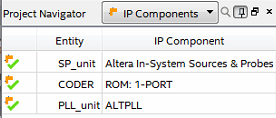 Project Navigator IP Components
Entity IP Component
SP_unit Altera In-System Sources & Probes
CODER ROM: 1-PORT
PLL_unit ALTPLL